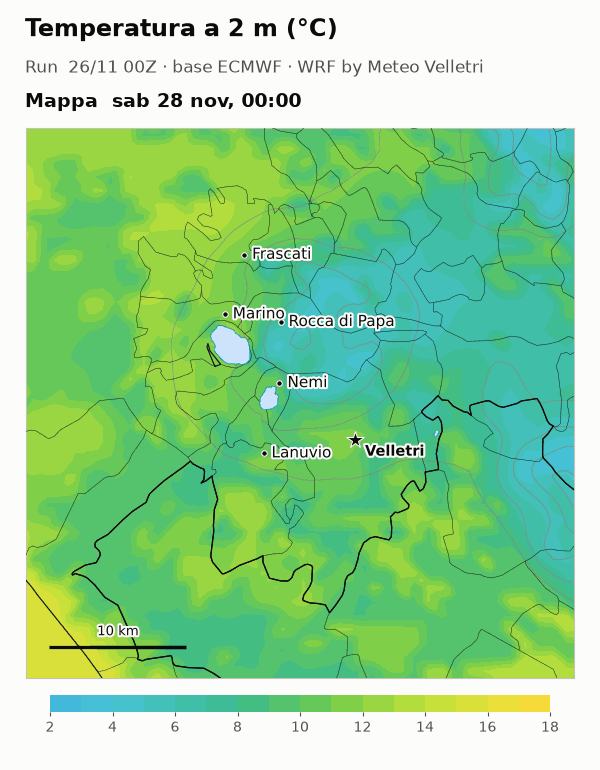 Temperatura a 2 m (°C)
Run  26/11 00Z · base ECMWF · WRF by Meteo Velletri
Mappa  sab 28 nov, 00:00
Frascati
Marino
Rocca di Papa
Nemi
Lanuvio
Velletri
10 km
2 4 6 8 10 12 14 16 18